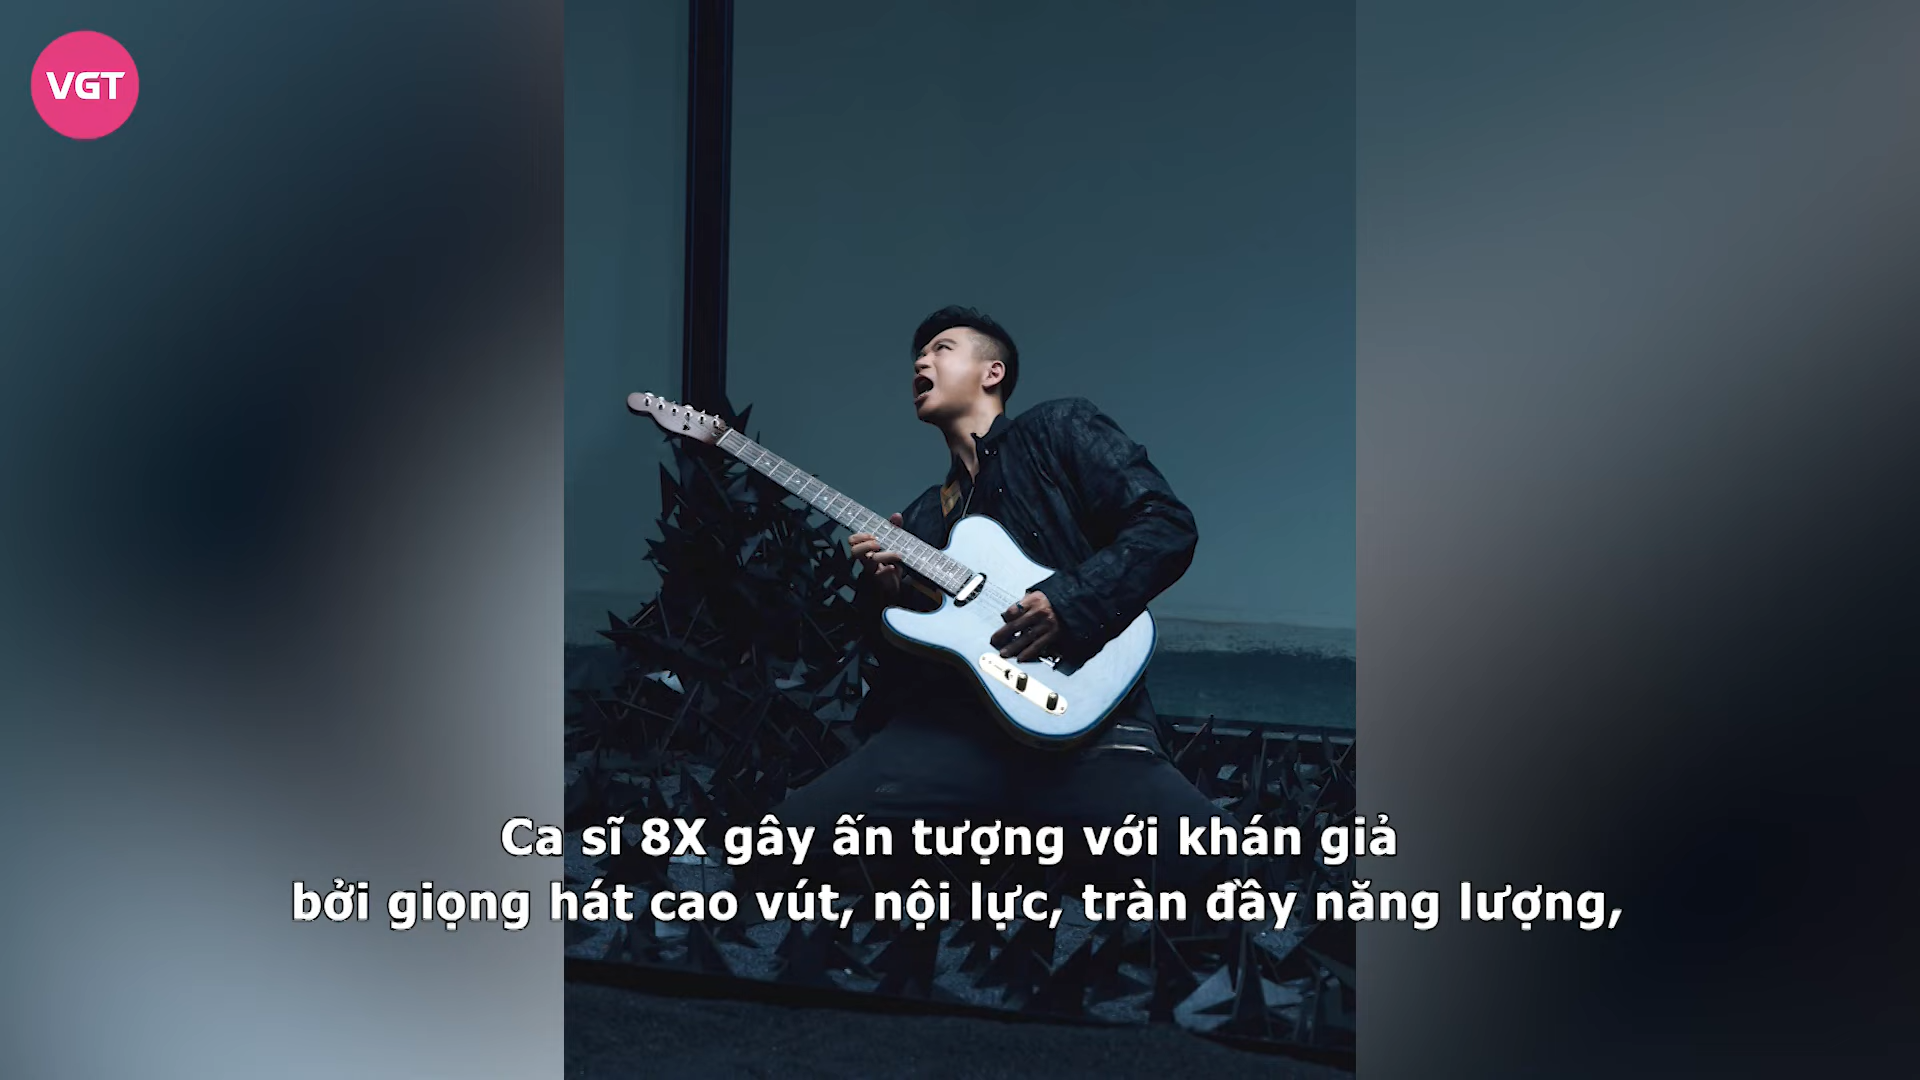 VGT
Ca sĩ 8X gây ấn tượng với khán giả
bởi giọng hát cao vút, nội lực, tràn đầy năng lượng,